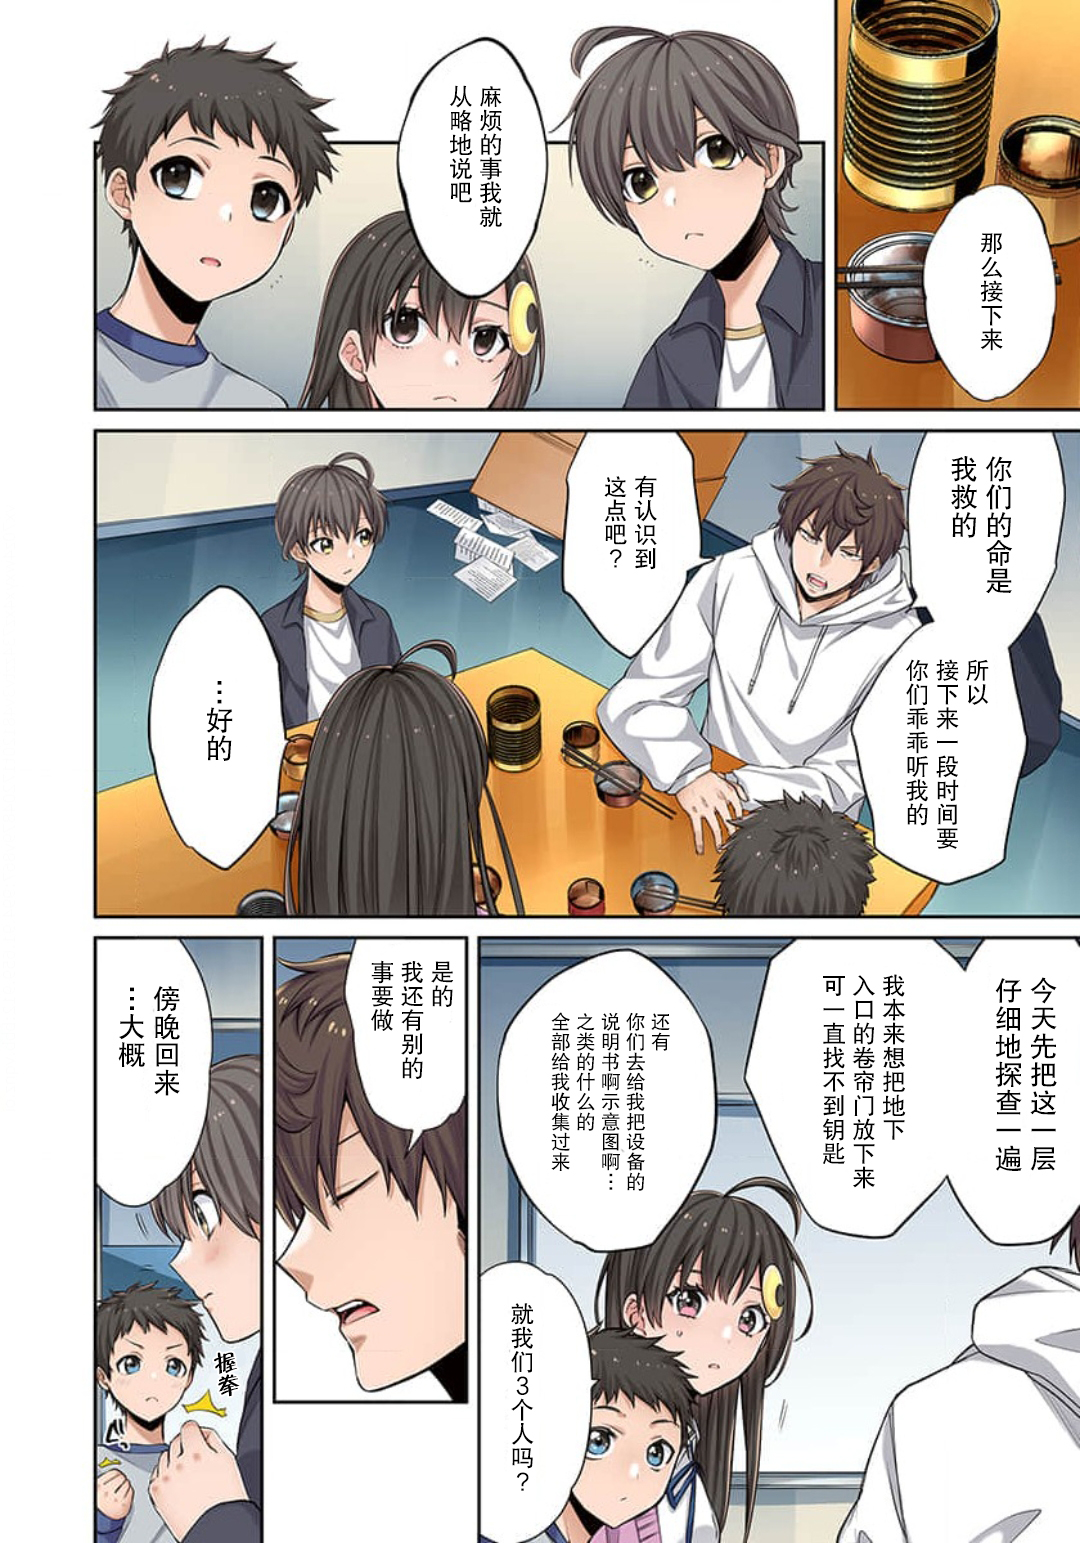 那么接下来
麻烦的事我就
从略地说吧
你们的命是
我救的
所以
接下来一段时间要
你们乖乖听我的
有认识到
这点吧？
…好的
今天先把这一层
仔细地探查一遍
我本来想把地下
入口的卷帘门放下来
可一直找不到钥匙
还有
你们去给我把设备的
说明书啊示意图啊…
之类的什么的
全部给我收集过来
就我们3个人吗？
是的
我还有别的
事要做
傍晚回来
…大概
握拳